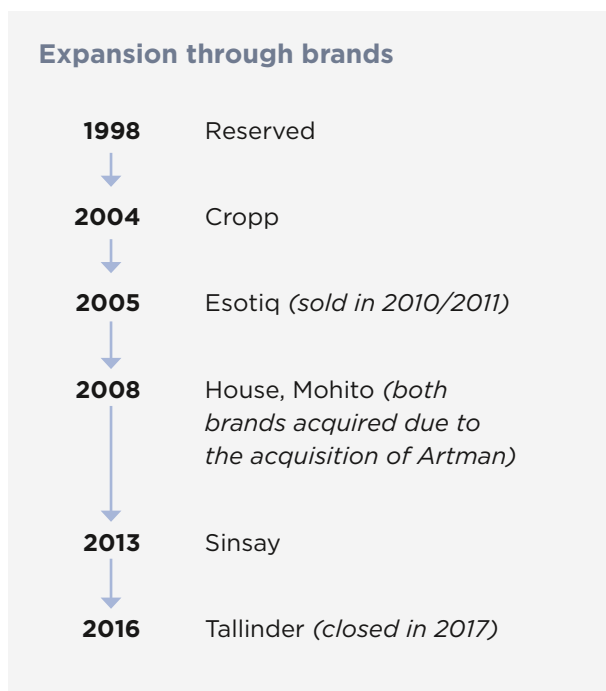 Expansion through brands
1998 Reserved
2004 Cropp
2005 Esotiq (sold in 2010/2011)
2008 House, Mohito (both
brands acquired due to
the acquisition of Artman)
2013 Sinsay
2016 Tallinder (closed in 2017)